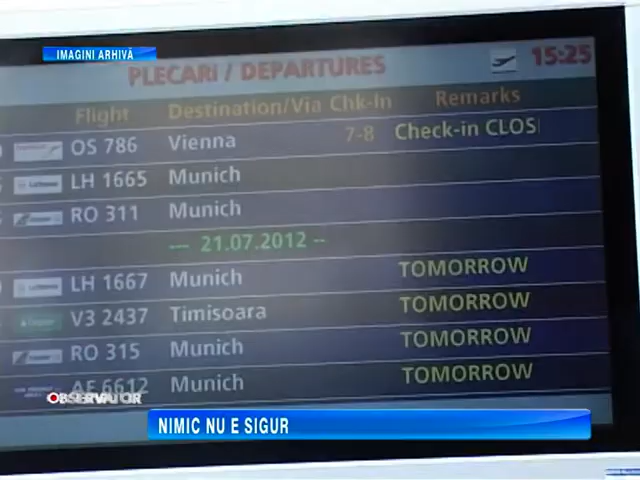 IMAGINI ARHIVĂ
PLECARI / DEPARTURES 15:25
Flight Destination/Via Chk-In Remarks
OS 786 Vienna 7-8 Check-in CLOS
LH 1665 Munich
RO 311 Munich
--- 21.07.2012 --
LH 1667 Munich TOMORROW
V3 2437 Timisoara TOMORROW
RO 315 Munich TOMORROW
AF 6612 Munich TOMORROW
OBSERVATOR
NIMIC NU E SIGUR